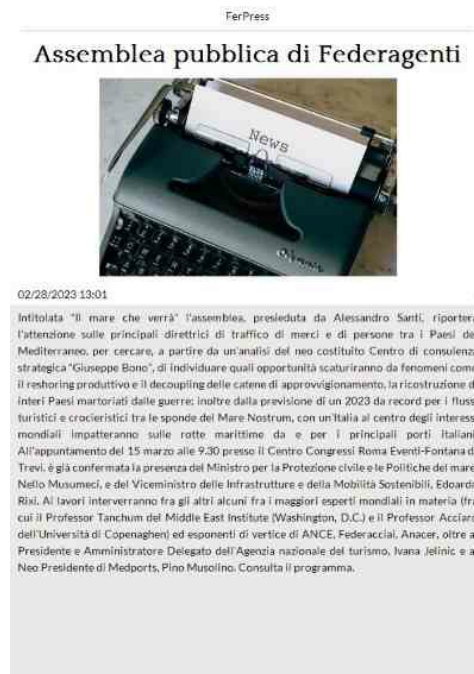 FerPress
Assemblea pubblica di Federagenti
News
Olympia
02/28/2023 13:01
Intitolata "Il mare che verrà" l'assemblea, presieduta da Alessandro Santi, riporter
l'attenzione sulle principali direttrici di traffico di merci e di persone tra i Paesi de
Mediterraneo, per cercare, a partire da un'analisi del neo costituito Centro di consulenz
strategica "Giuseppe Bono", di individuare quali opportunità scaturiranno da fenomeni come
il reshoring produttivo e il decoupling delle catene di approvvigionamento, la ricostruzione d
interi Paesi martoriati dalle guerre; inoltre dalla previsione di un 2023 da record per i fluss
turistici e crocieristici tra le sponde del Mare Nostrum, con un'Italia al centro degli interess
mondiali impatteranno sulle rotte marittime da e per i principali porti italiani
All'appuntamento del 15 marzo alle 9.30 presso il Centro Congressi Roma Eventi-Fontana d
Trevi, è già confermata la presenza del Ministro per la Protezione civile e le Politiche del mare
Nello Musumeci, e del Viceministro delle Infrastrutture e della Mobilità Sostenibili, Edoardo
Rixi. Ai lavori interverranno fra gli altri alcuni fra i maggiori esperti mondiali in materia (fra
cui il Professor Tanchum del Middle East Institute (Washington, D.C.) e il Professor Acciaro
dell'Università di Copenaghen) ed esponenti di vertice di ANCE, Federacciai, Anacer, oltre a
Presidente e Amministratore Delegato dell'Agenzia nazionale del turismo, Ivana Jelinic e a
Neo Presidente di Medports, Pino Musolino. Consulta il programma.